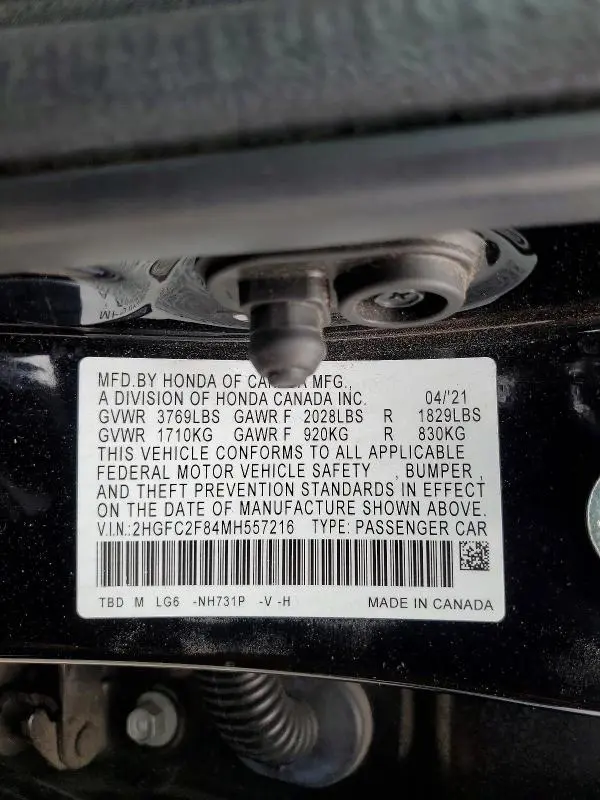 MFD.BY HONDA OF MFG.,
A DIVISION OF HONDA CANADA INC. 04/'21
GVWR 3769LBS GAWR F 2028LBS R 1829LBS
GVWR 1710KG GAWR F 920KG R 830KG
THIS VEHICLE CONFORMS TO ALL APPLICABLE
FEDERAL MOTOR VEHICLE SAFETY , BUMPER ,
AND THEFT PREVENTION STANDARDS IN EFFECT
ON THE DATE OF MANUFACTURE SHOWN ABOVE.
V.I.N.:2HGFC2F84MH557216 TYPE: PASSENGER CAR
TBD M LG6 -NH731P -V -H MADE IN CANADA